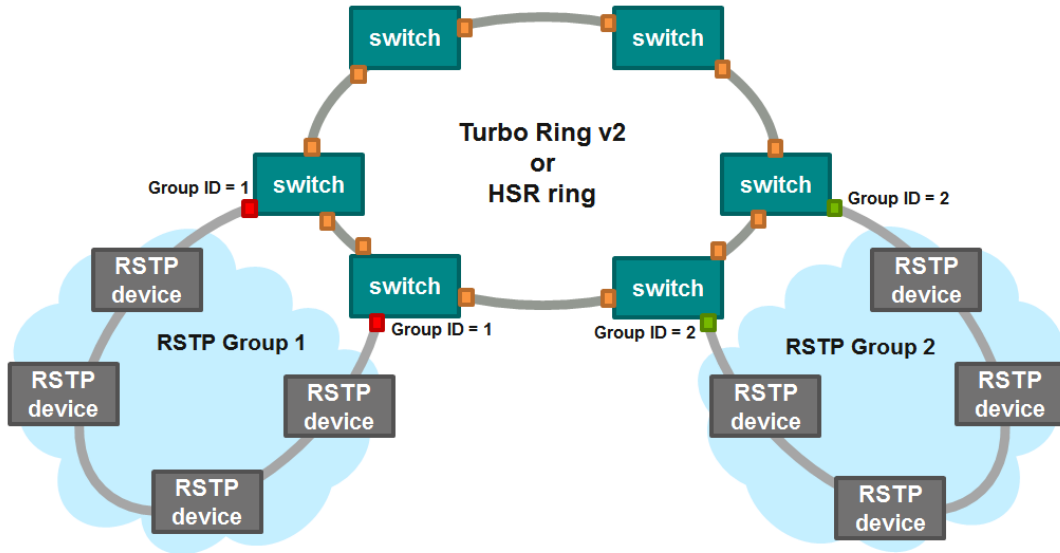 switch
switch
Turbo Ring v2
or
HSR ring
Group ID = 1
switch
switch
Group ID = 2
RSTP
device
switch
switch
RSTP
device
Group ID = 1
Group ID = 2
RSTP Group 1
RSTP Group 2
RSTP
device
RSTP
device
RSTP
device
RSTP
device
RSTP
device
RSTP
device